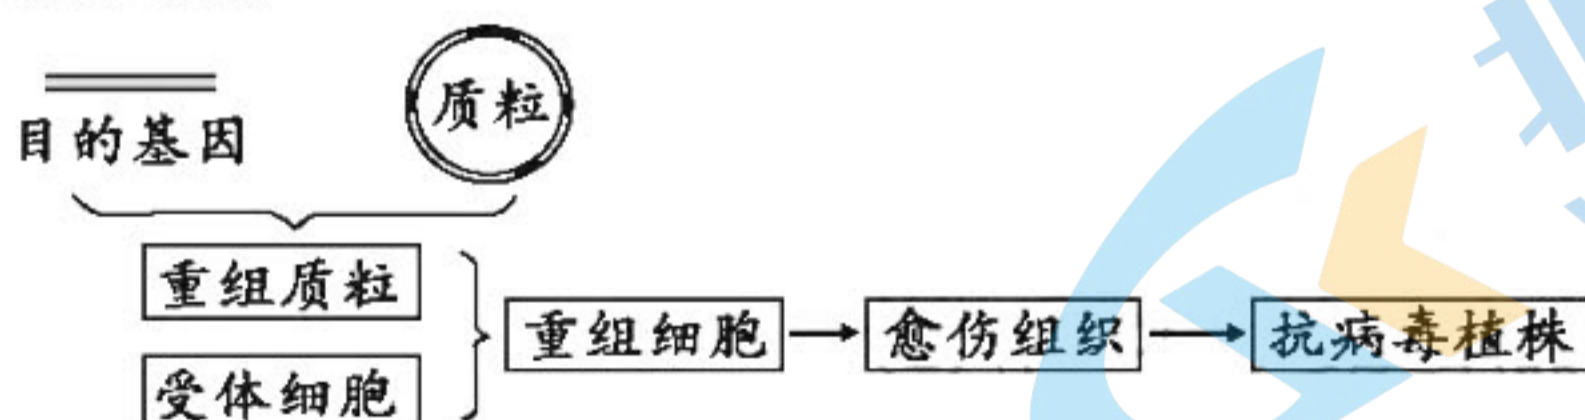 质粒
目的基因
重组质粒
受体细胞
重组细胞
愈伤组织
抗病毒植株